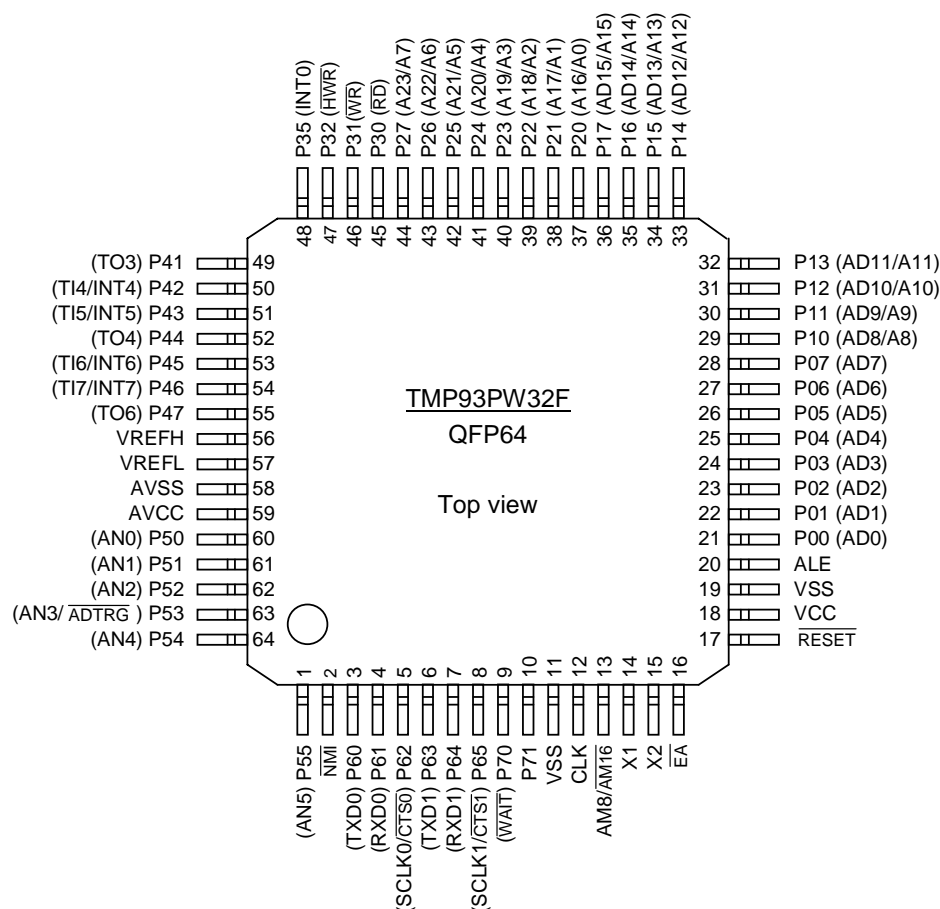 P35 (INT0)
P32 (HWR)
P31(WR)
P30 (RD)
P27 (A23/A7)
P26 (A22/A6)
P25 (A21/A5)
P24 (A20/A4)
P23 (A19/A3)
P22 (A18/A2)
P21 (A17/A1)
P20 (A16/A0)
P17 (AD15/A15)
P16 (AD14/A14)
P15 (AD13/A13)
P14 (AD12/A12)
48 47 46 45 44 43 42 41 40 39 38 37 36 35 34 33
(TO3) P41 49
(TI4/INT4) P42 50
(TI5/INT5) P43 51
(TO4) P44 52
(TI6/INT6) P45 53
(TI7/INT7) P46 54
(TO6) P47 55
VREFH 56
VREFL 57
AVSS 58
AVCC 59
(AN0) P50 60
(AN1) P51 61
(AN2) P52 62
(AN3/ ADTRG ) P53 63
(AN4) P54 64
TMP93PW32F
QFP64
Top view
32 P13 (AD11/A11)
31 P12 (AD10/A10)
30 P11 (AD9/A9)
29 P10 (AD8/A8)
28 P07 (AD7)
27 P06 (AD6)
26 P05 (AD5)
25 P04 (AD4)
24 P03 (AD3)
23 P02 (AD2)
22 P01 (AD1)
21 P00 (AD0)
20 ALE
19 VSS
18 VCC
17 RESET
1 2 3 4 5 6 7 8 9 10 11 12 13 14 15 16
(AN5) P55
NMI
(TXD0) P60
(RXD0) P61
(SCLK0/CTS0) P62
(TXD1) P63
(RXD1) P64
(SCLK1/CTS1) P65
(WAIT) P70
P71
VSS
CLK
AM8/AM16
X1
X2
EA